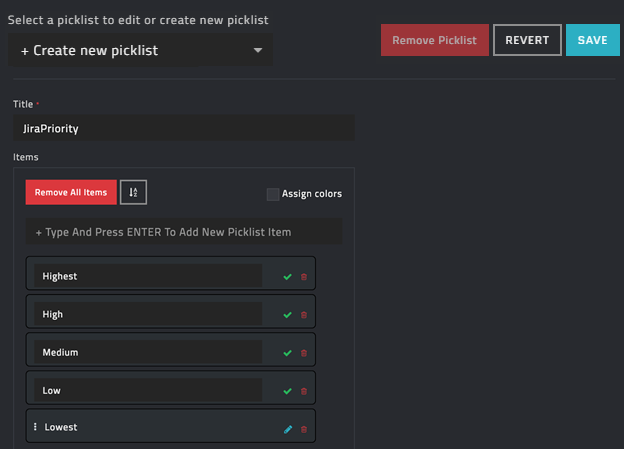 Select a picklist to edit or create new picklist
+ Create new picklist
Remove Picklist
REVERT
SAVE
Title *
JiraPriority
Items
Remove All Items
Assign colors
+ Type And Press ENTER To Add New Picklist Item
Highest
High
Medium
Low
Lowest